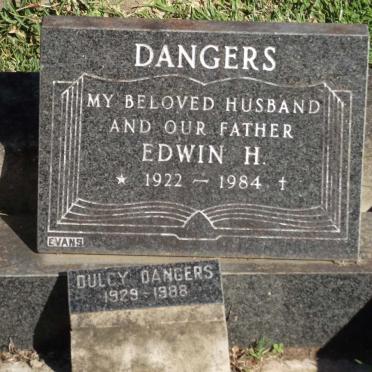 DANGERS
MY BELOVED HUSBAND
AND OUR FATHER
EDWIN H.
* 1922 - 1984 †
EVANS
DULCY DANGERS
1929-1988